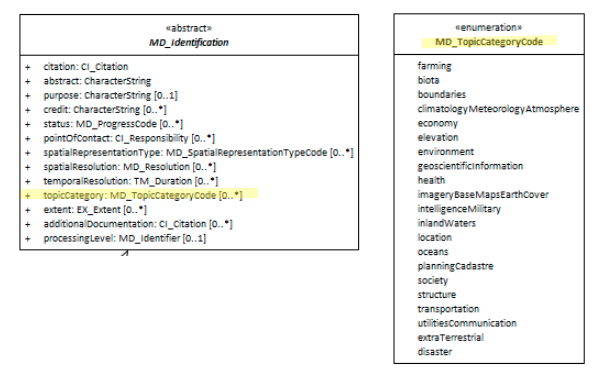 «abstract»
MD_Identification
+ citation: CI_Citation
+ abstract: CharacterString
+ purpose: CharacterString [0..1]
+ credit: CharacterString [0..*]
+ status: MD_ProgressCode [0..*]
+ pointOfContact: CI_Responsibility [0..*]
+ spatialRepresentationType: MD_SpatialRepresentationTypeCode [0..*]
+ spatialResolution: MD_Resolution [0..*]
+ temporalResolution: TM_Duration [0..*]
+ topicCategory: MD_TopicCategoryCode [0..*]
+ extent: EX_Extent [0..*]
+ additionalDocumentation: CI_Citation [0..*]
+ processingLevel: MD_Identifier [0..1]
«enumeration»
MD_TopicCategoryCode
farming
biota
boundaries
climatologyMeteorologyAtmosphere
economy
elevation
environment
geoscientificInformation
health
imageryBaseMapsEarthCover
intelligenceMilitary
inlandWaters
location
oceans
planningCadastre
society
structure
transportation
utilitiesCommunication
extraTerrestrial
disaster